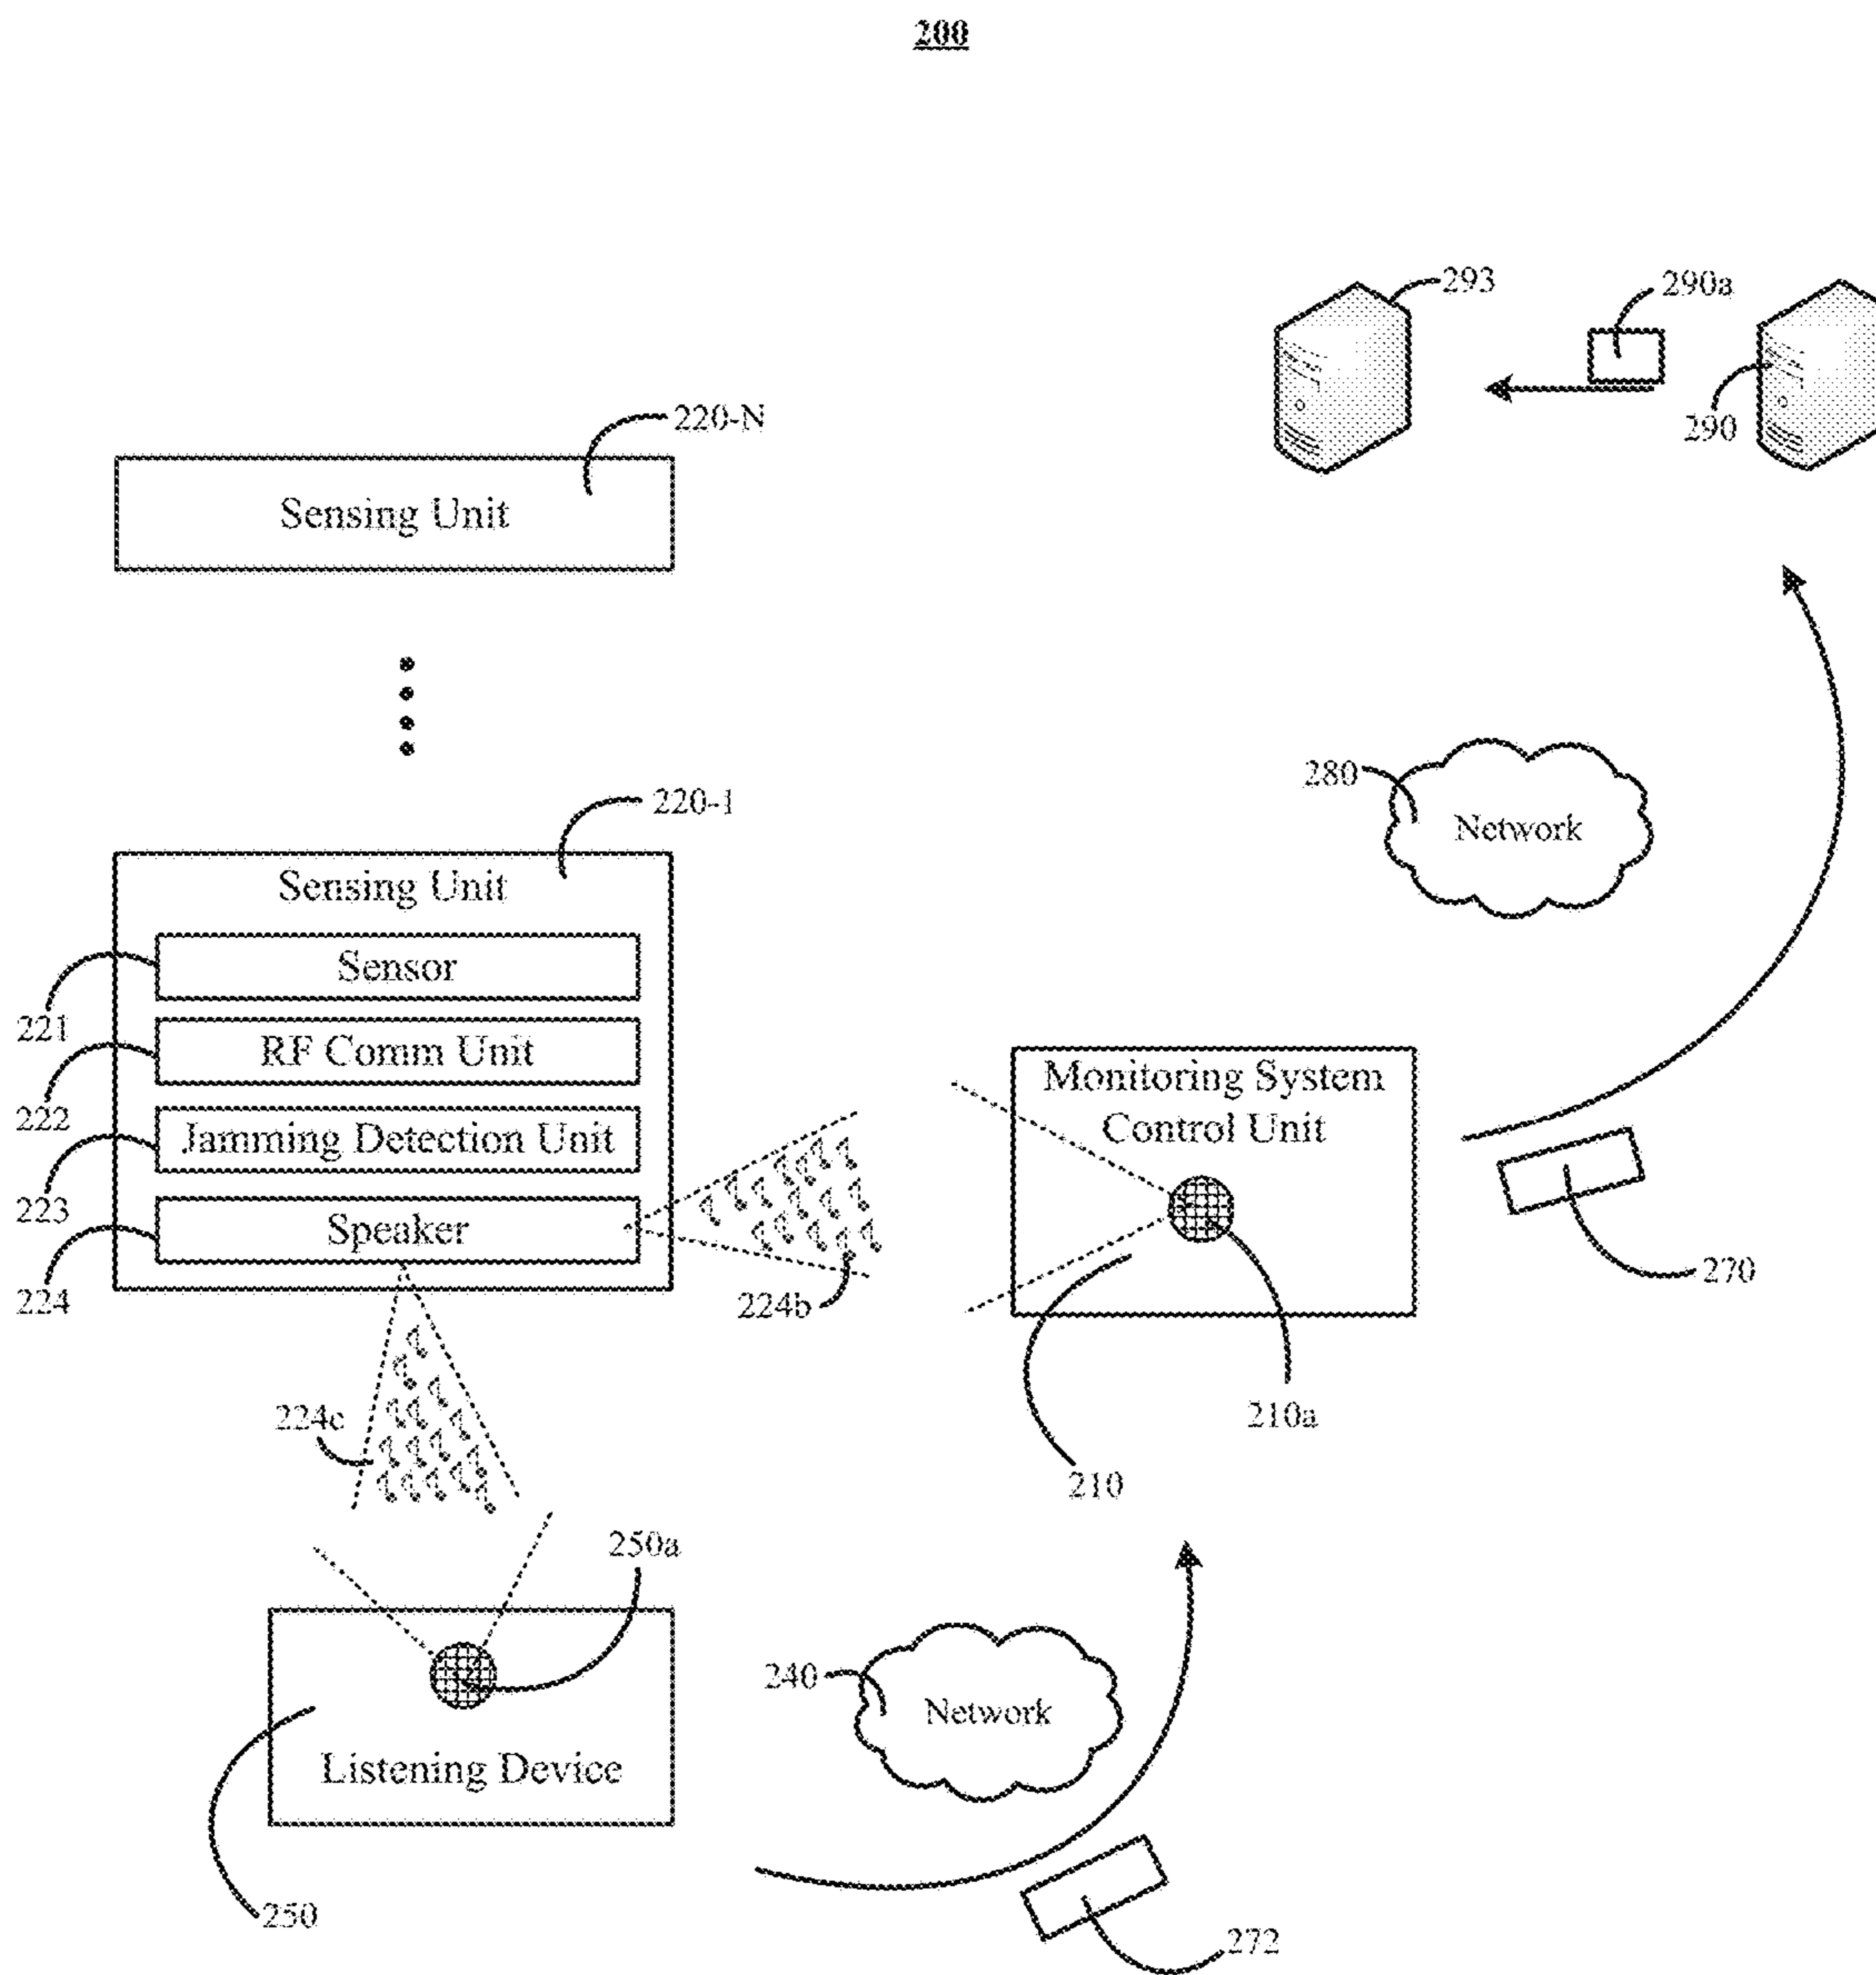 200
293
290a
290
220-N
Sensing Unit
280
Network
220-1
Sensing Unit
Sensor
221
RF Comm Unit
222
Jamming Detection Unit
223
Speaker
224
Monitoring System
Control Unit
224b
270
210a
210
224c
250a
250
Listening Device
240
Network
272